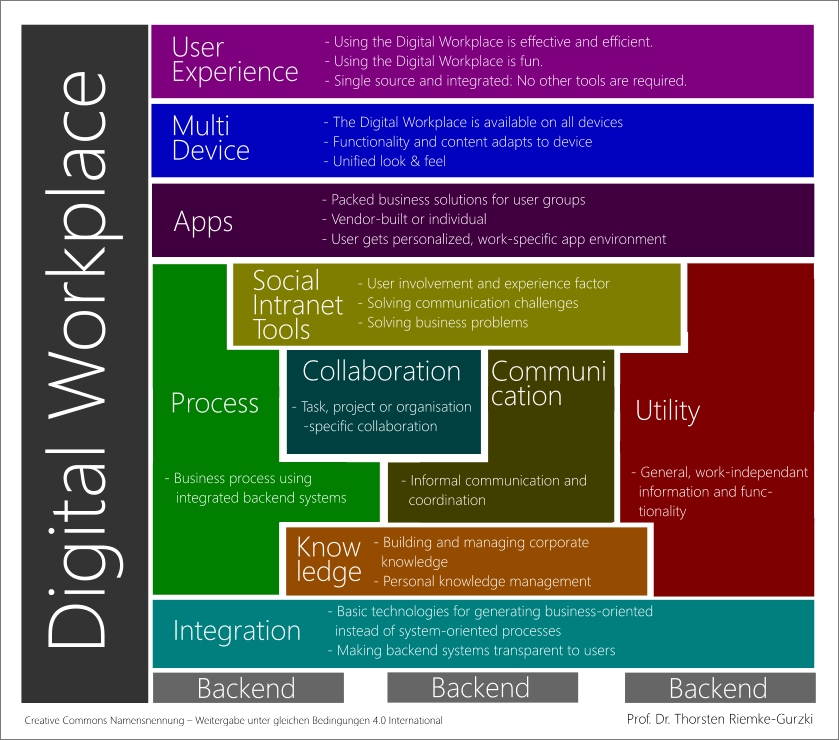 Digital Workplace
User
Experience
- Using the Digital Workplace is effective and efficient.
- Using the Digital Workplace is fun.
- Single source and integrated: No other tools are required.
Multi
Device
- The Digital Workplace is available on all devices
- Functionality and content adapts to device
- Unified look & feel
Apps
- Packed business solutions for user groups
- Vendor-built or individual
- User gets personalized, work-specific app environment
Social
Intranet
Tools
- User involvement and experience factor
- Solving communication challenges
- Solving business problems
Process
- Business process using
integrated backend systems
Collaboration
- Task, project or organisation
-specific collaboration
Communi
cation
- Informal communication and
coordination
Utility
- General, work-independant
information and func-
tionality
Know
ledge
- Building and managing corporate
knowledge
- Personal knowledge management
Integration
- Basic technologies for generating business-oriented
instead of system-oriented processes
- Making backend systems transparent to users
Backend
Backend
Backend
Creative Commons Namensnennung – Weitergabe unter gleichen Bedingungen 4.0 International
Prof. Dr. Thorsten Riemke-Gurzki